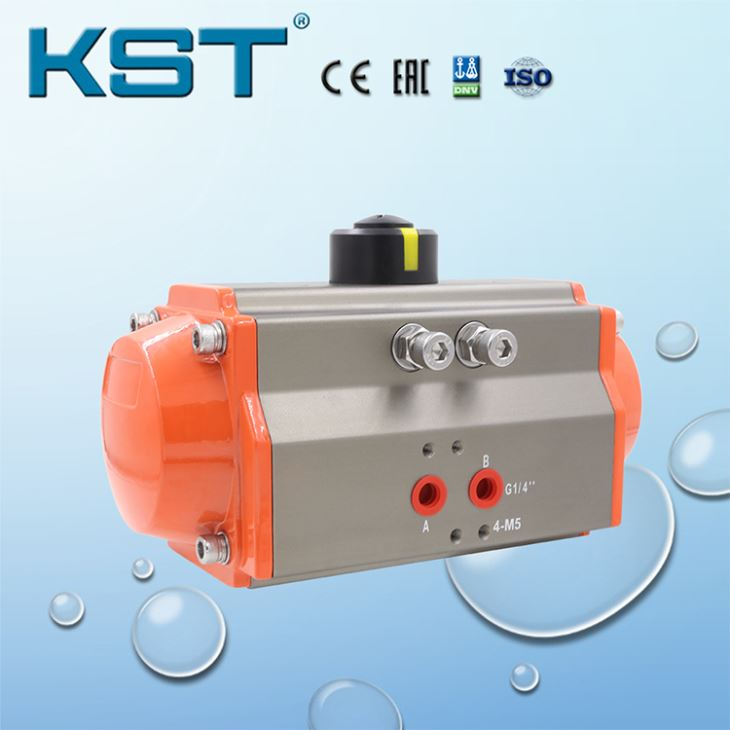 KST®
CE EAC DNV ISO
B
G1/4''
A
4-M5